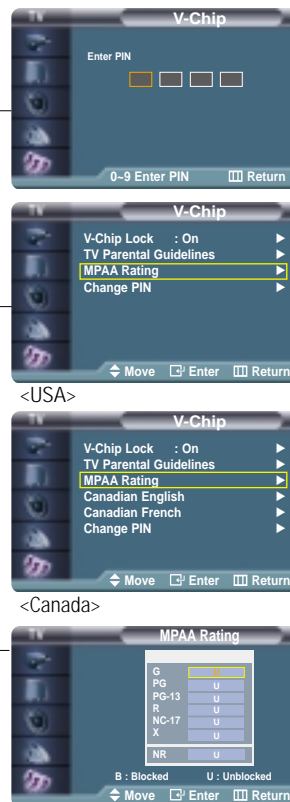 TV
V-Chip
Enter PIN
0~9 Enter PIN Return
TV
V-Chip
V-Chip Lock : On
TV Parental Guidelines
MPAA Rating
Change PIN
Move Enter Return
<USA>
TV
V-Chip
V-Chip Lock : On
TV Parental Guidelines
MPAA Rating
Canadian English
Canadian French
Change PIN
Move Enter Return
<Canada>
TV
MPAA Rating
G U
PG U
PG-13 U
R U
NC-17 U
X U
NR U
B : Blocked U : Unblocked
Move Enter Return